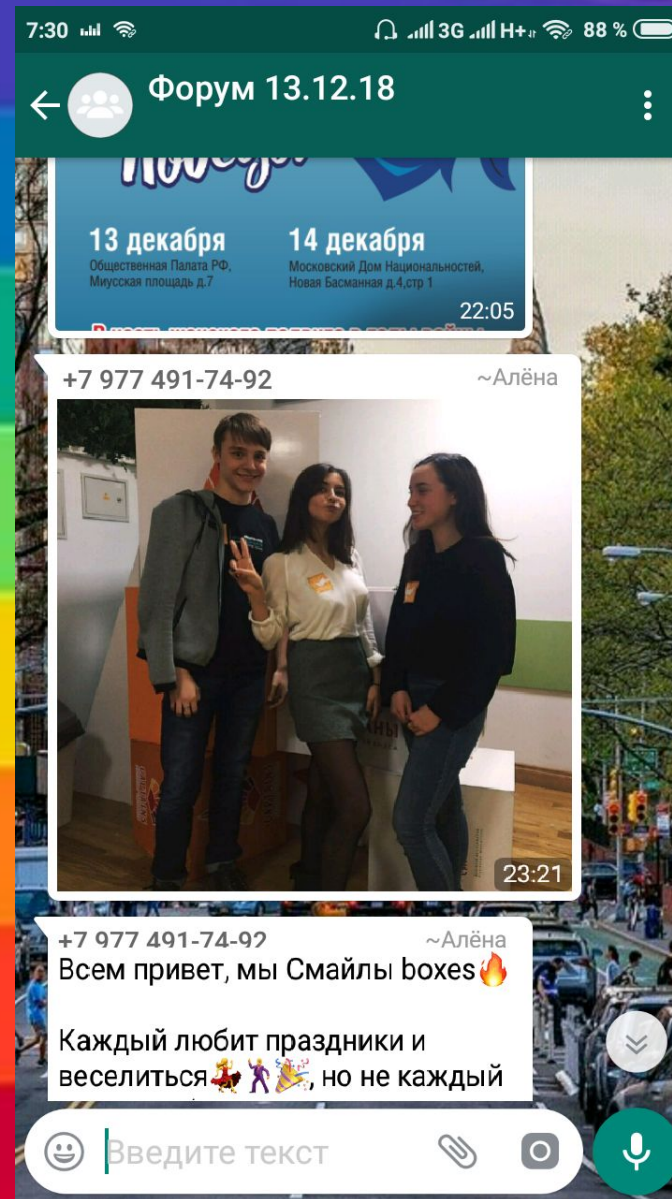 7:30 3G H+ 88 %
Форум 13.12.18
Победы
13 декабря
Общественная Палата РФ,
Миусская площадь д.7
14 декабря
Московский Дом Национальностей,
Новая Басманная д.4,стр 1
22:05
+7 977 491-74-92 ~Алёна
23:21
+7 977 491-74-92 ~Алёна
Всем привет, мы Смайлы boxes🔥
Каждый любит праздники и
веселиться💃🕺🎉, но не каждый
Введите текст